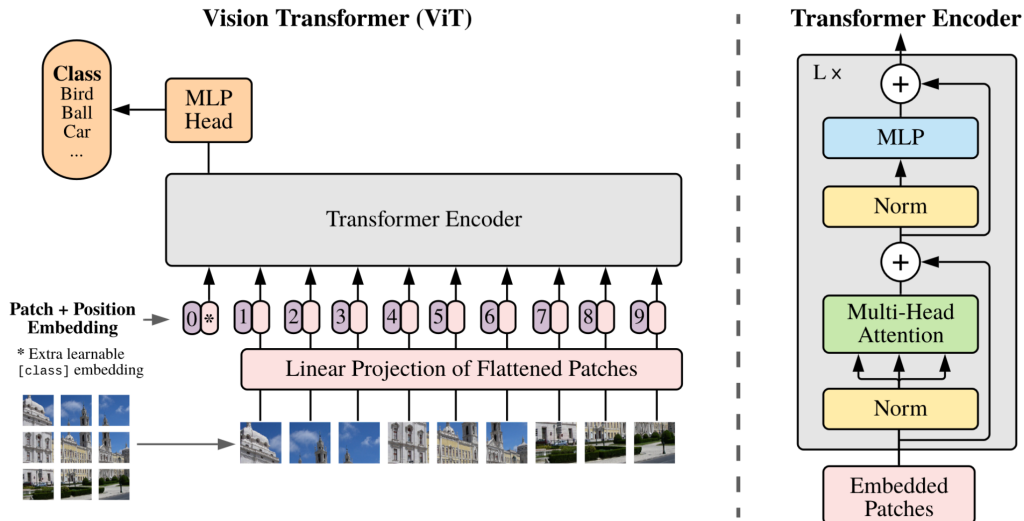 Vision Transformer (ViT)
Class
Bird
Ball
Car
...
MLP
Head
Transformer Encoder
Patch + Position
Embedding
0 * 1 2 3 4 5 6 7 8 9
* Extra learnable
[class] embedding
Linear Projection of Flattened Patches
Transformer Encoder
L ×
+
MLP
Norm
+
Multi-Head
Attention
Norm
Embedded
Patches